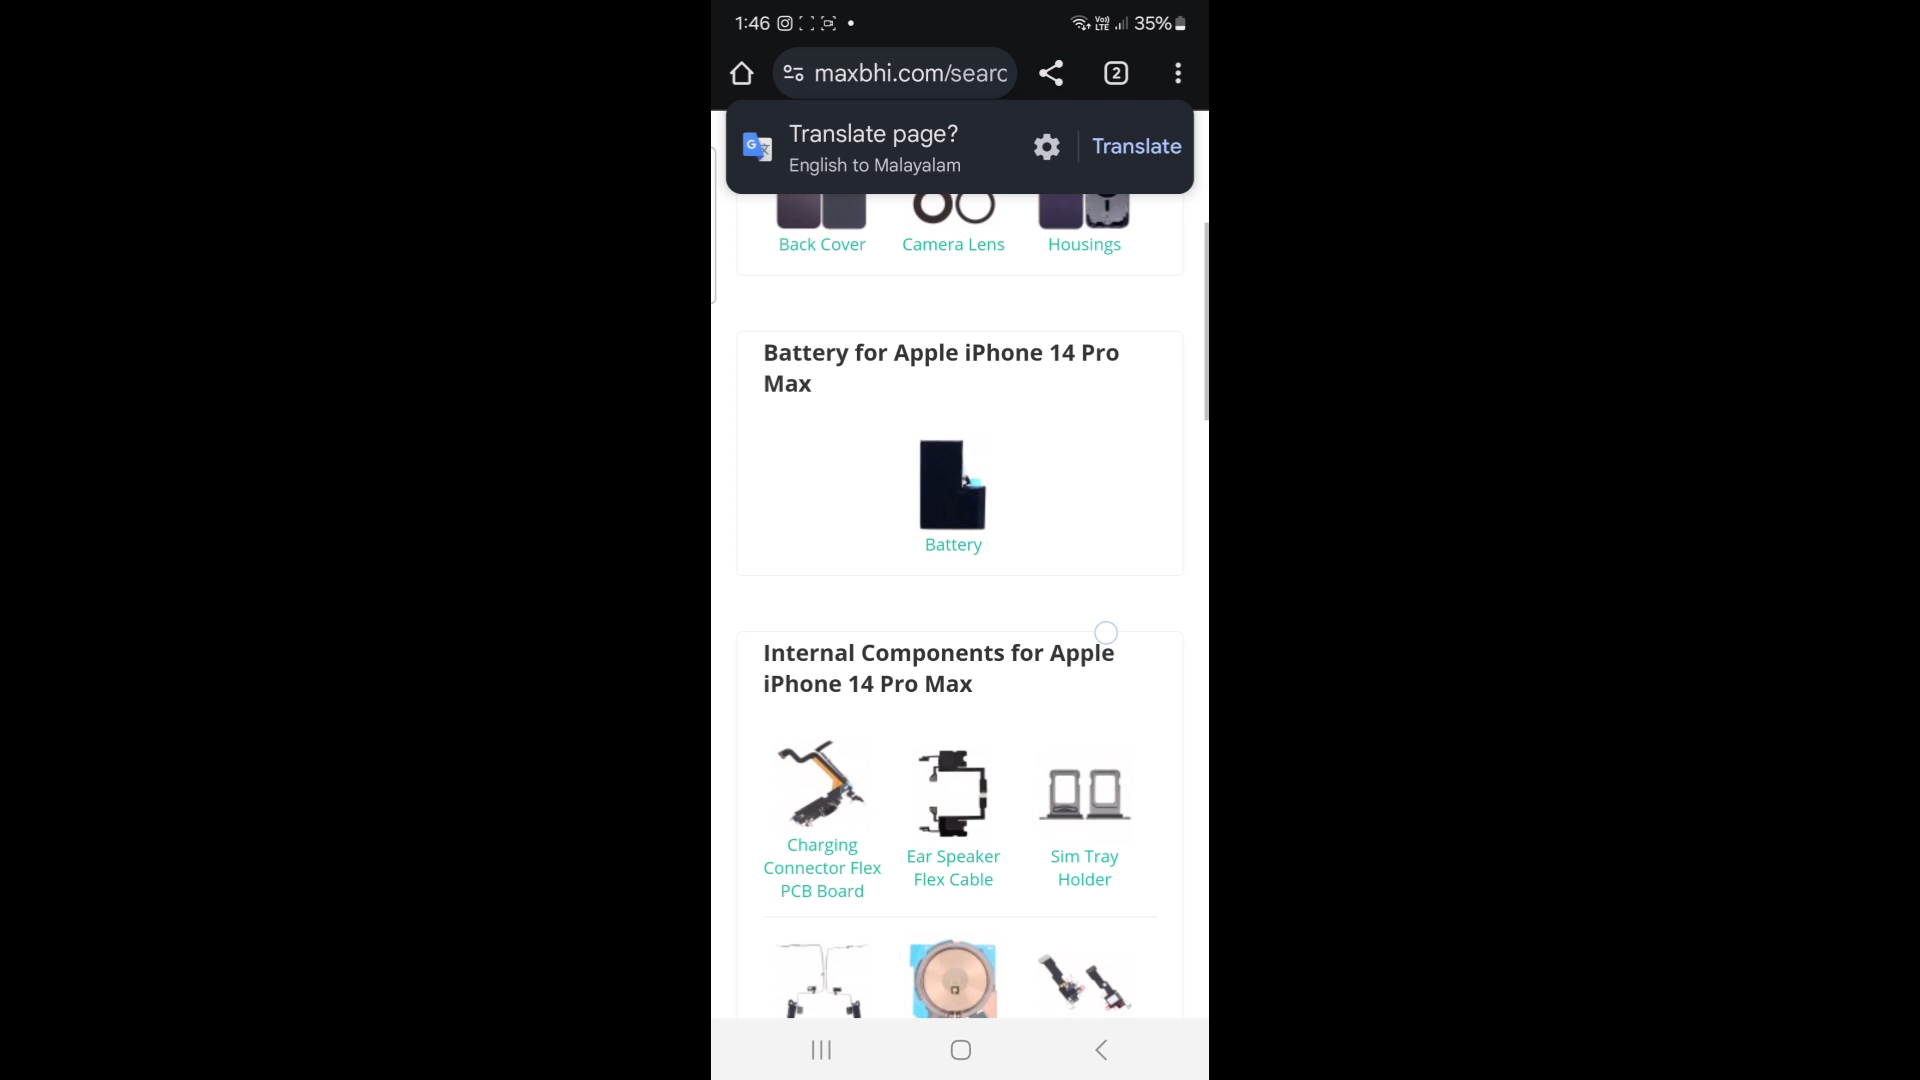 1:46
Vo))
LTE
35%
maxbhi.com/searc
2
Translate page?
English to Malayalam
Translate
Back Cover
Camera Lens
Housings
Battery for Apple iPhone 14 Pro
Max
Battery
Internal Components for Apple
iPhone 14 Pro Max
Charging
Connector Flex
PCB Board
Ear Speaker
Flex Cable
Sim Tray
Holder